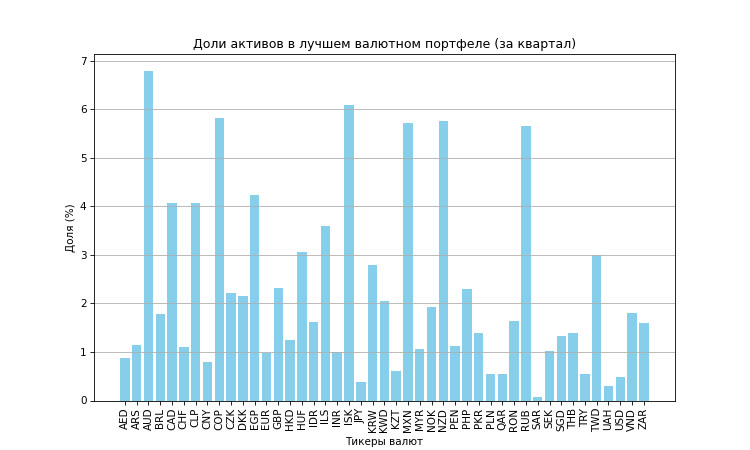 Доли активов в лучшем валютном портфеле (за квартал)
7
6
5
4
3
2
1
0
Доля (%)
AED ARS AUD BRL CAD CHF CLP CNY COP CZK DKK EGP EUR GBP HKD HUF IDR ILS INR ISK JPY KRW KWD KZT MXN MYR NOK NZD PEN PHP PKR PLN QAR RON RUB SAR SEK SGD THB TRY TWD UAH USD VND ZAR
Тикеры валют